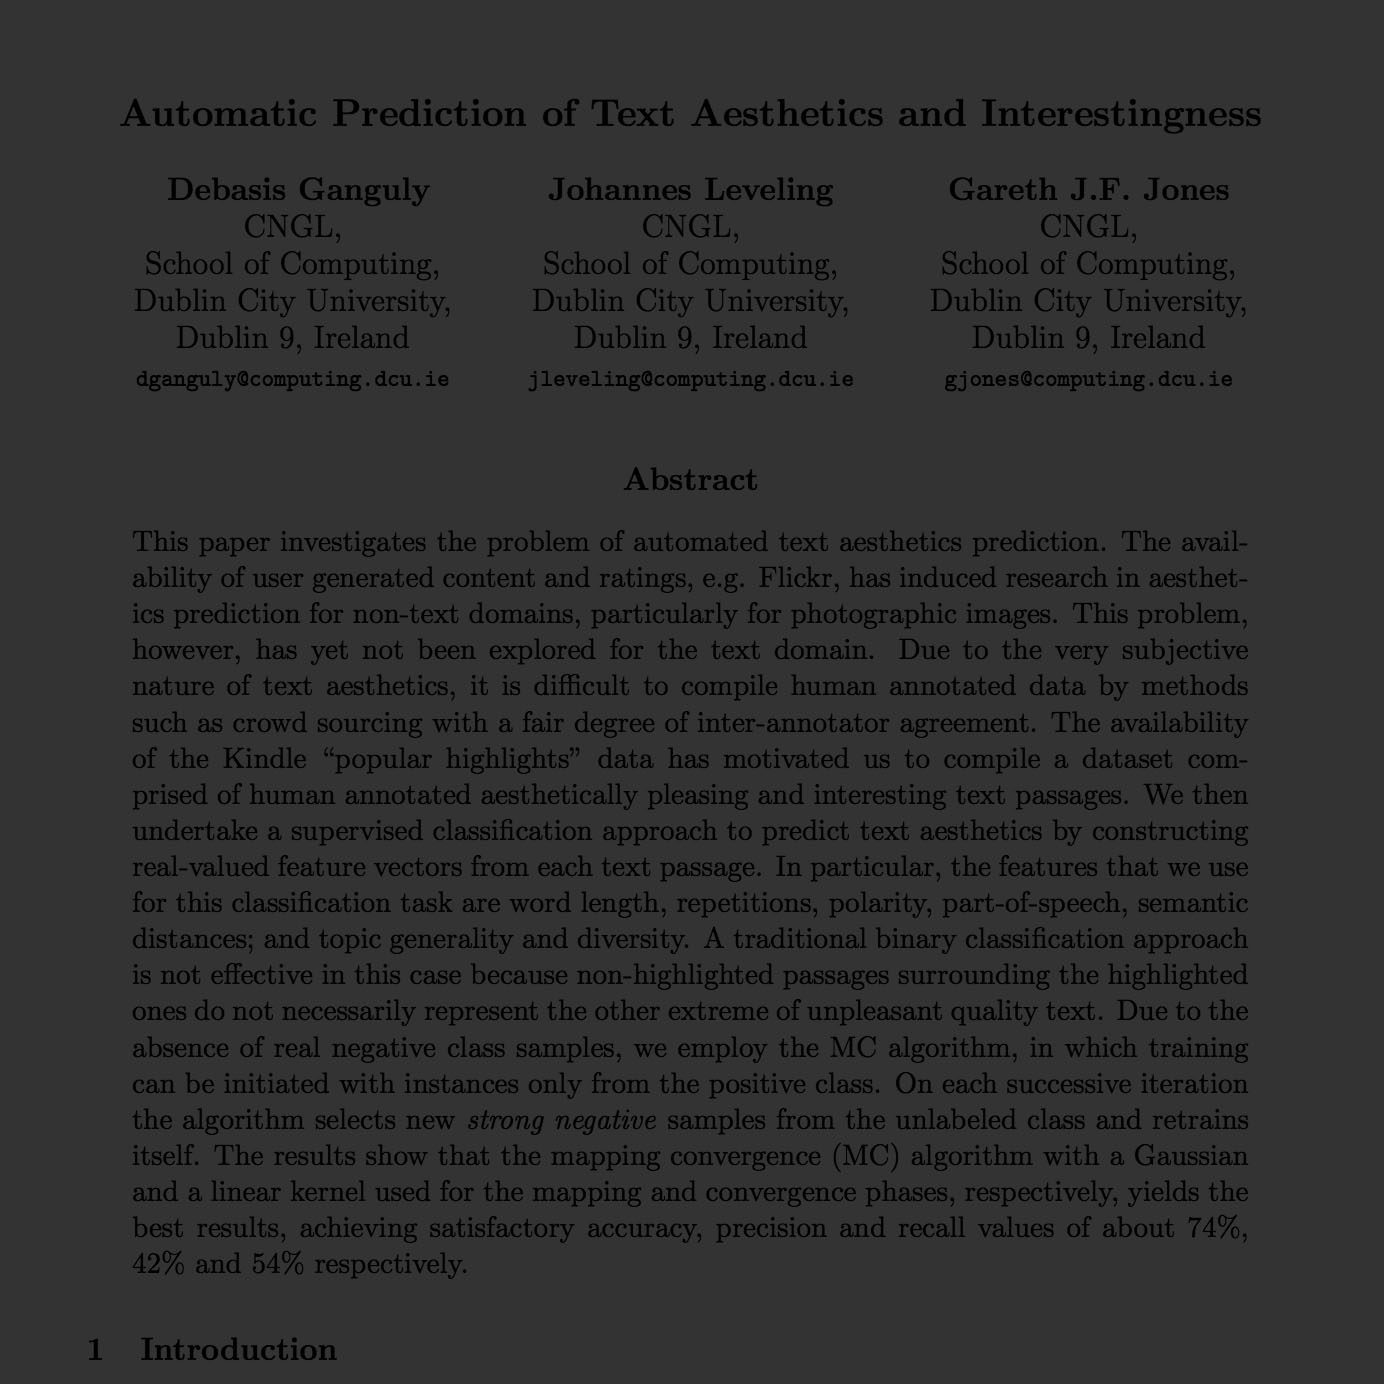 Automatic Prediction of Text Aesthetics and Interestingness
Debasis Ganguly
CNGL,
School of Computing,
Dublin City University,
Dublin 9, Ireland
dganguly@computing.dcu.ie
Johannes Leveling
CNGL,
School of Computing,
Dublin City University,
Dublin 9, Ireland
jleveling@computing.dcu.ie
Gareth J.F. Jones
CNGL,
School of Computing,
Dublin City University,
Dublin 9, Ireland
gjones@computing.dcu.ie
Abstract
This paper investigates the problem of automated text aesthetics prediction. The avail-
ability of user generated content and ratings, e.g. Flickr, has induced research in aesthet-
ics prediction for non-text domains, particularly for photographic images. This problem,
however, has yet not been explored for the text domain. Due to the very subjective
nature of text aesthetics, it is difficult to compile human annotated data by methods
such as crowd sourcing with a fair degree of inter-annotator agreement. The availability
of the Kindle “popular highlights” data has motivated us to compile a dataset com-
prised of human annotated aesthetically pleasing and interesting text passages. We then
undertake a supervised classification approach to predict text aesthetics by constructing
real-valued feature vectors from each text passage. In particular, the features that we use
for this classification task are word length, repetitions, polarity, part-of-speech, semantic
distances; and topic generality and diversity. A traditional binary classification approach
is not effective in this case because non-highlighted passages surrounding the highlighted
ones do not necessarily represent the other extreme of unpleasant quality text. Due to the
absence of real negative class samples, we employ the MC algorithm, in which training
can be initiated with instances only from the positive class. On each successive iteration
the algorithm selects new strong negative samples from the unlabeled class and retrains
itself. The results show that the mapping convergence (MC) algorithm with a Gaussian
and a linear kernel used for the mapping and convergence phases, respectively, yields the
best results, achieving satisfactory accuracy, precision and recall values of about 74%,
42% and 54% respectively.
1 Introduction